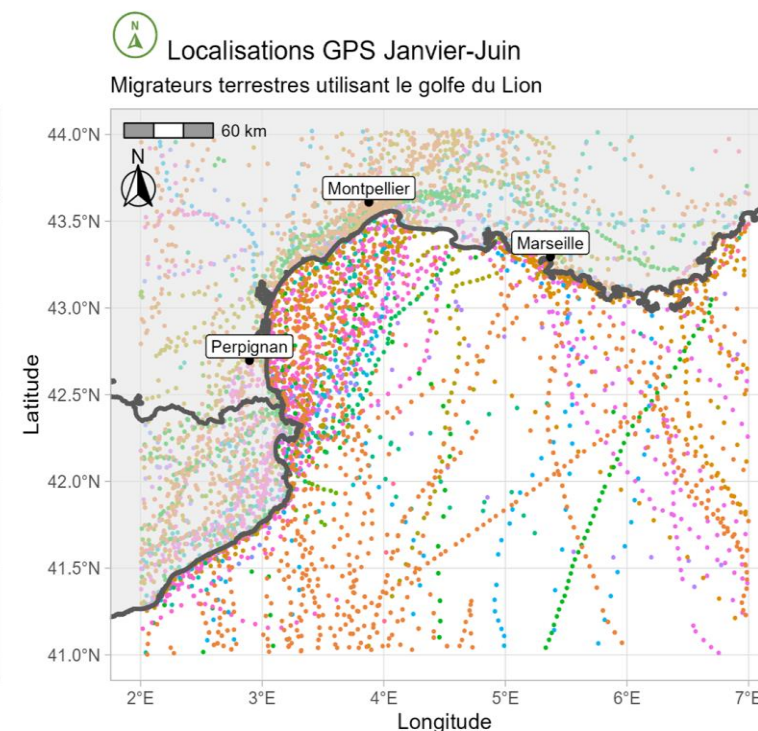 N
Localisations GPS Janvier-Juin
Migrateurs terrestres utilisant le golfe du Lion
44.0°N
60 km
N
Montpellier
43.5°N
Marseille
43.0°N
Perpignan
Latitude
42.5°N
42.0°N
41.5°N
41.0°N
2°E 3°E 4°E 5°E 6°E 7°E
Longitude